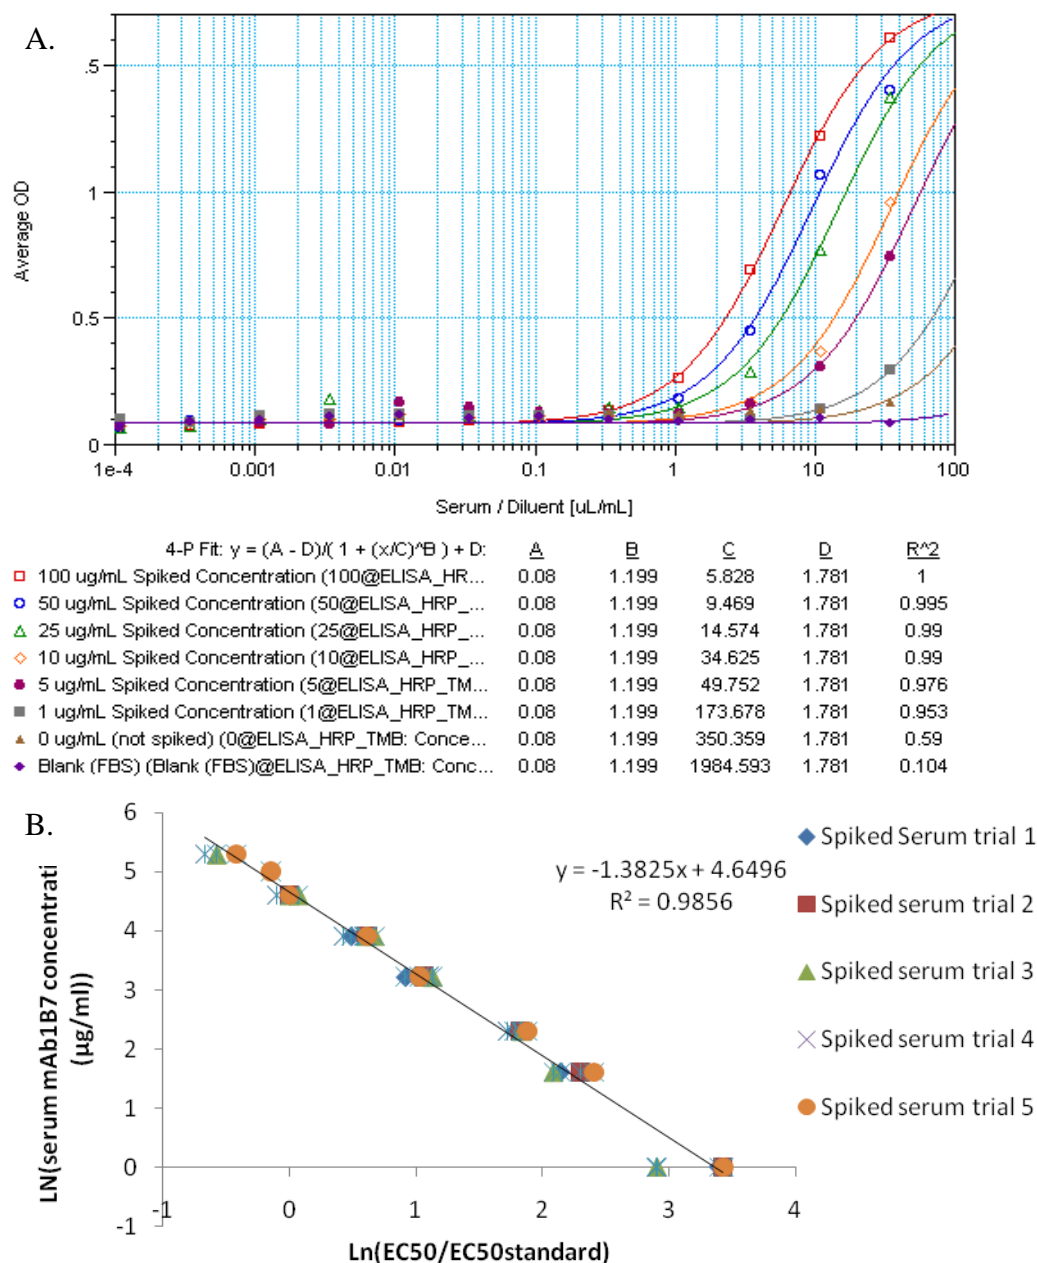 A.
.5
1
0.5
0
Average OD
1e-4 0.001 0.01 0.1 1 10 100
Serum / Diluent [uL/mL]
4-P Fit: y = (A - D)/( 1 + (x/C)^B ) + D: A B C D R^2
100 ug/mL Spiked Concentration (100@ELISA_HR... 0.08 1.199 5.828 1.781 1
50 ug/mL Spiked Concentration (50@ELISA_HRP_... 0.08 1.199 9.469 1.781 0.995
25 ug/mL Spiked Concentration (25@ELISA_HRP_... 0.08 1.199 14.574 1.781 0.99
10 ug/mL Spiked Concentration (10@ELISA_HRP_... 0.08 1.199 34.625 1.781 0.99
5 ug/mL Spiked Concentration (5@ELISA_HRP_TM... 0.08 1.199 49.752 1.781 0.976
1 ug/mL Spiked Concentration (1@ELISA_HRP_TM... 0.08 1.199 173.678 1.781 0.953
0 ug/mL (not spiked) (0@ELISA_HRP_TMB: Conce... 0.08 1.199 350.359 1.781 0.59
Blank (FBS) (Blank (FBS)@ELISA_HRP_TMB: Conc... 0.08 1.199 1984.593 1.781 0.104
B.
6
5
4
3
2
1
0
-1
LN(serum mAb1B7 concentrati
(µg/ml))
y = -1.3825x + 4.6496
R² = 0.9856
-1 0 1 2 3 4
Ln(EC50/EC50standard)
Spiked Serum trial 1
Spiked serum trial 2
Spiked serum trial 3
Spiked serum trial 4
Spiked serum trial 5